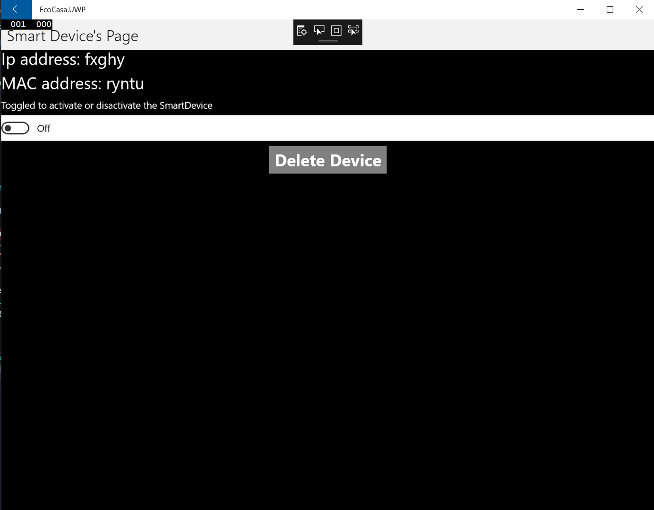 EcoCasa.UWP
001 000
Smart Device's Page
Ip address: fxghy
MAC address: ryntu
Toggled to activate or disactivate the SmartDevice
Off
Delete Device